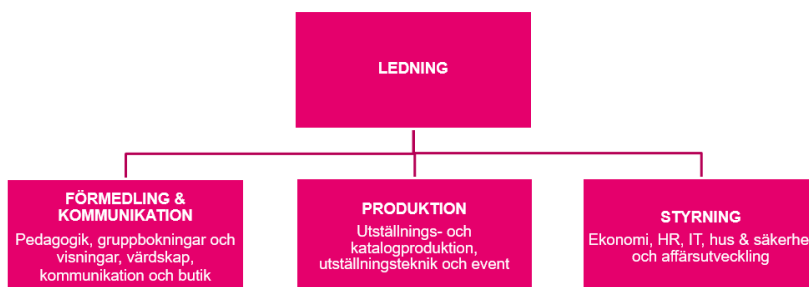 LEDNING
FÖRMEDLING &
KOMMUNIKATION
Pedagogik, gruppbokningar och
visningar, värdskap,
kommunikation och butik
PRODUKTION
Utställnings- och
katalogproduktion,
utställningsteknik och event
STYRNING
Ekonomi, HR, IT, hus & säkerhe
och affärsutveckling